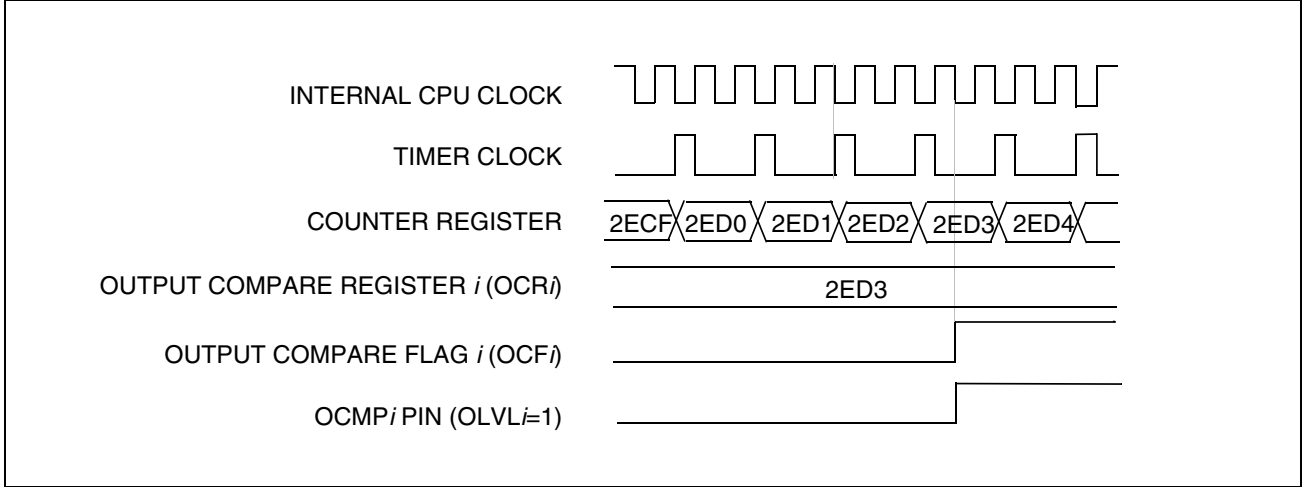 INTERNAL CPU CLOCK
TIMER CLOCK
COUNTER REGISTER 2ECF 2ED0 2ED1 2ED2 2ED3 2ED4
OUTPUT COMPARE REGISTER i (OCRi) 2ED3
OUTPUT COMPARE FLAG i (OCFi)
OCMPi PIN (OLVLi=1)